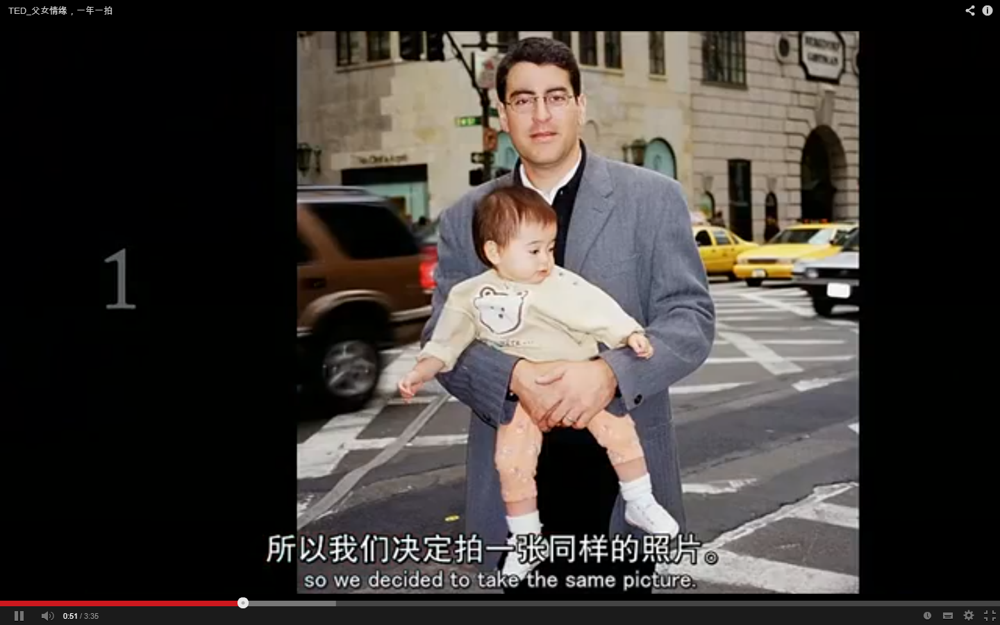 TED_父女情缘，一年一拍
1
所以我们决定拍一张同样的照片。
so we decided to take the same picture.
0:51 / 3:35